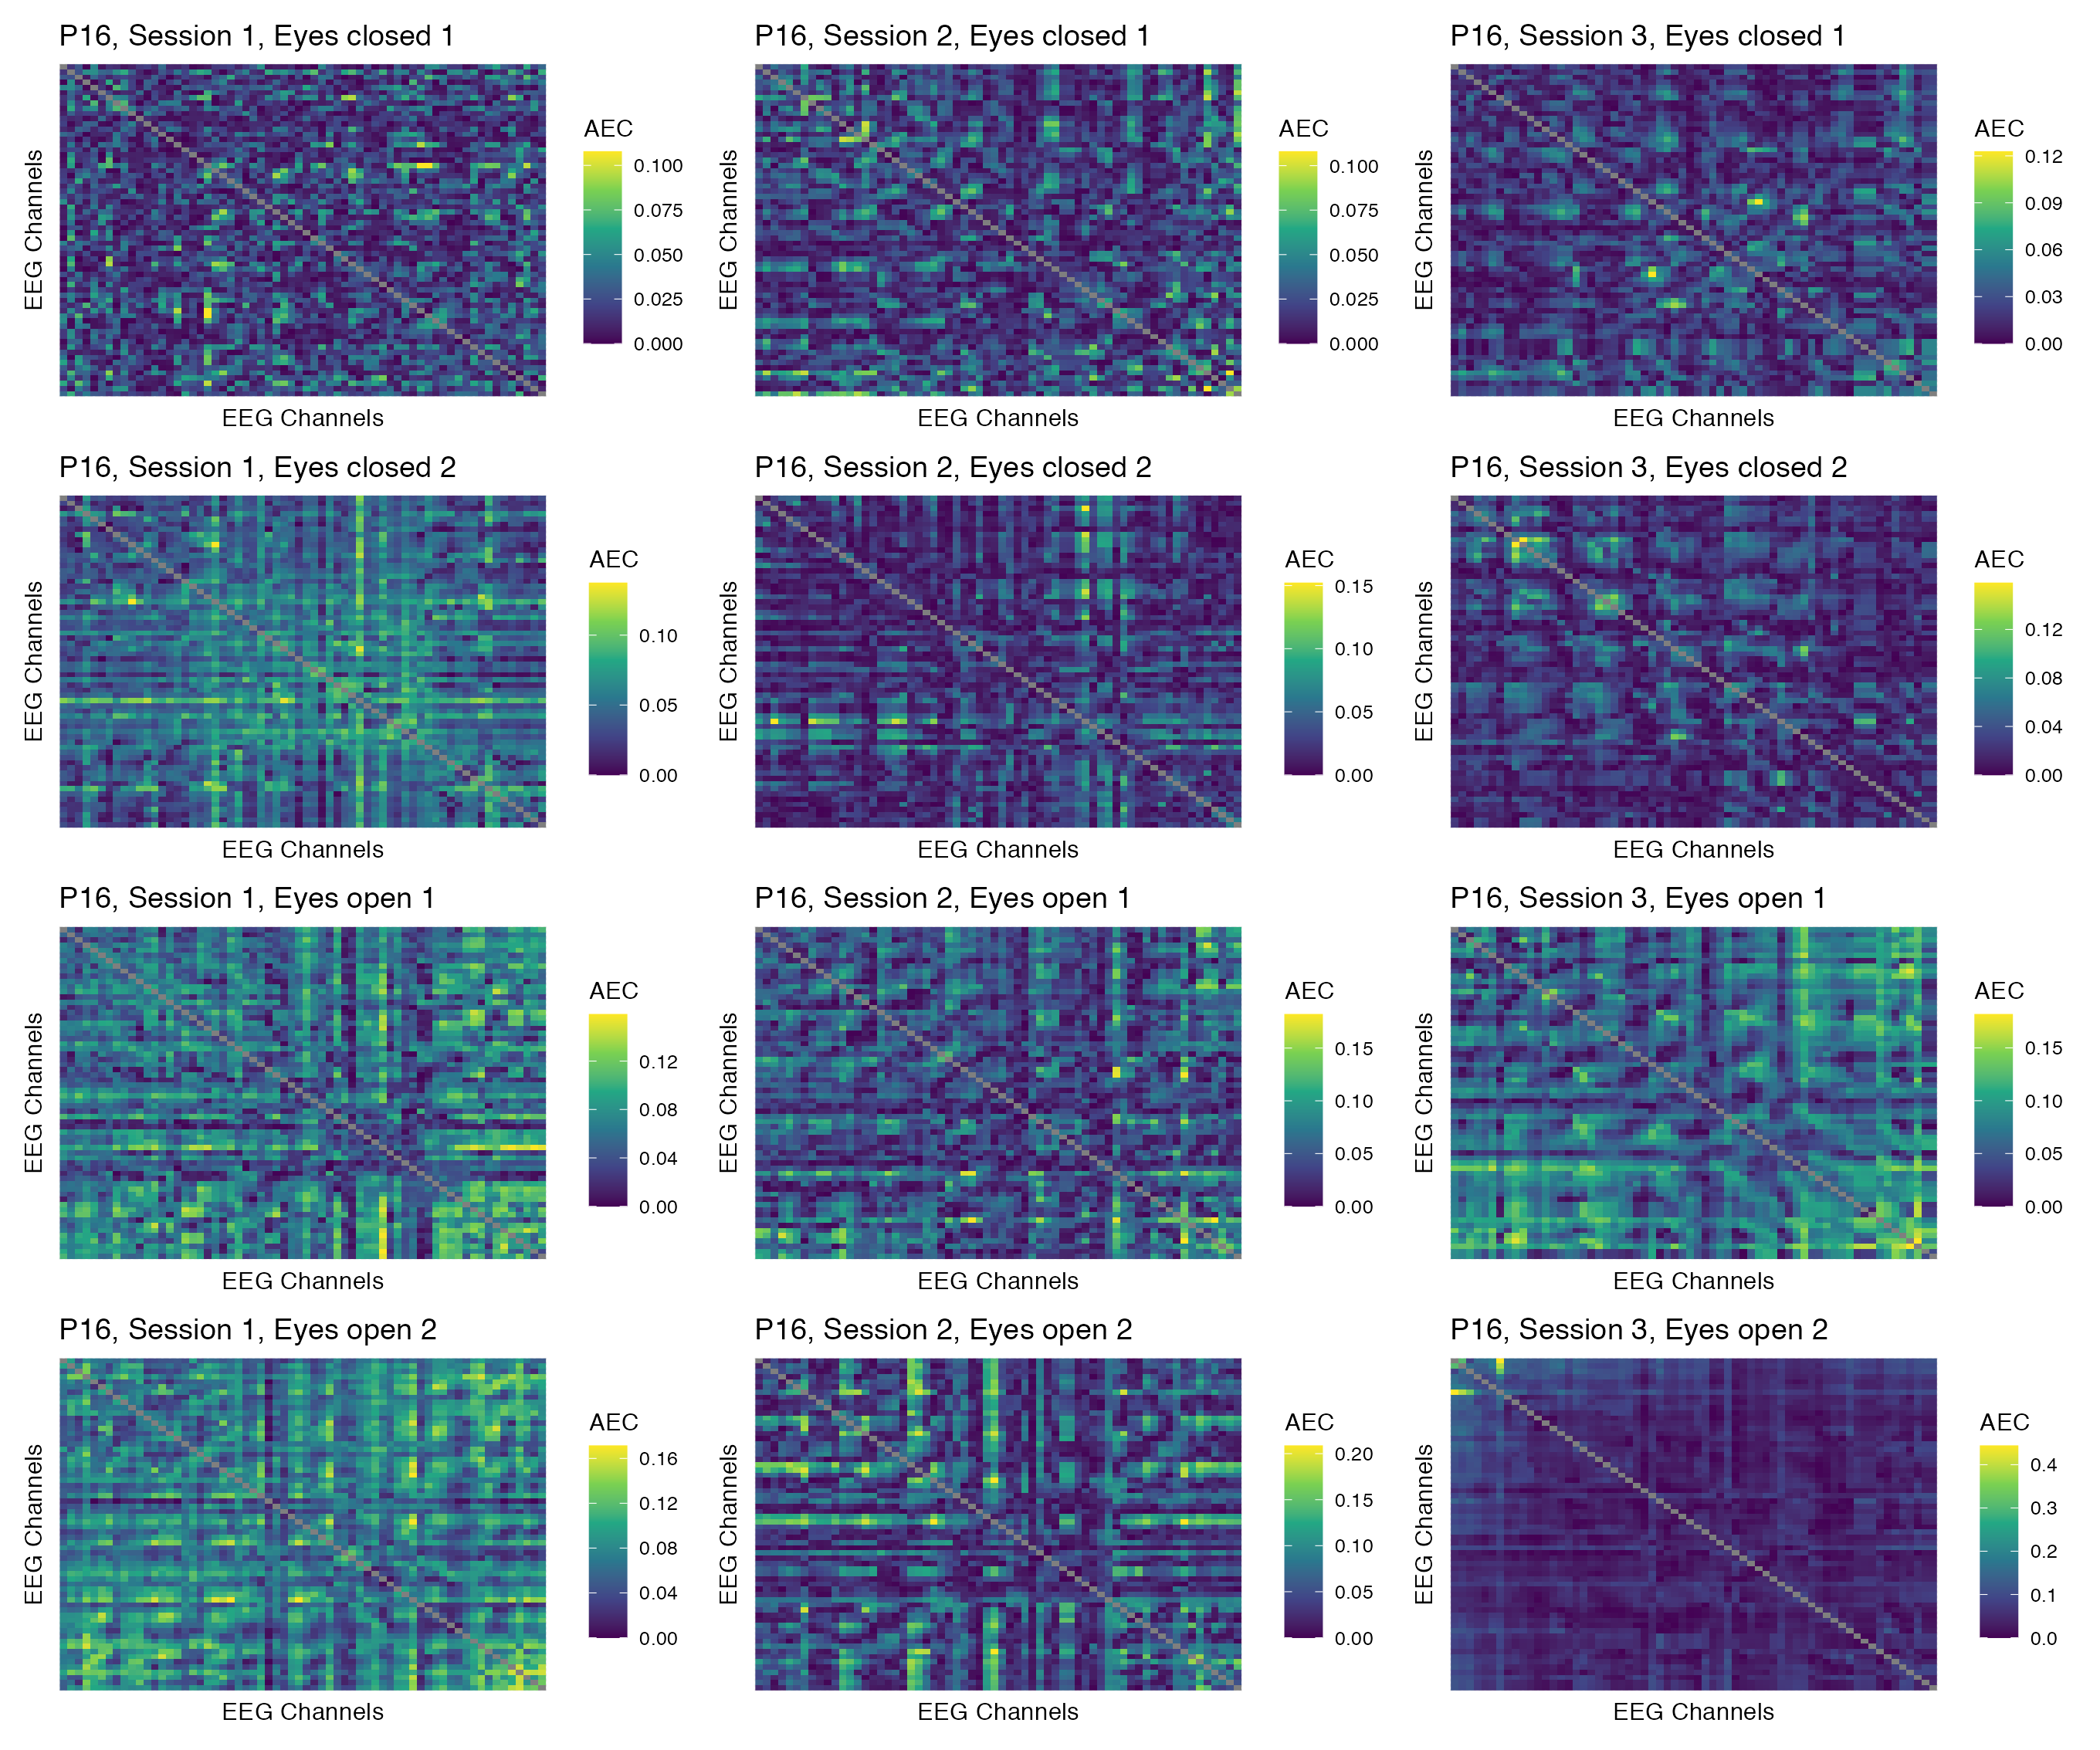 P16, Session 1, Eyes closed 1
EEG Channels
EEG Channels
AEC
0.100
0.075
0.050
0.025
0.000
P16, Session 2, Eyes closed 1
EEG Channels
EEG Channels
AEC
0.100
0.075
0.050
0.025
0.000
P16, Session 3, Eyes closed 1
EEG Channels
EEG Channels
AEC
0.12
0.09
0.06
0.03
0.00
P16, Session 1, Eyes closed 2
EEG Channels
EEG Channels
AEC
0.10
0.05
0.00
P16, Session 2, Eyes closed 2
EEG Channels
EEG Channels
AEC
0.15
0.10
0.05
0.00
P16, Session 3, Eyes closed 2
EEG Channels
EEG Channels
AEC
0.12
0.08
0.04
0.00
P16, Session 1, Eyes open 1
EEG Channels
EEG Channels
AEC
0.12
0.08
0.04
0.00
P16, Session 2, Eyes open 1
EEG Channels
EEG Channels
AEC
0.15
0.10
0.05
0.00
P16, Session 3, Eyes open 1
EEG Channels
EEG Channels
AEC
0.15
0.10
0.05
0.00
P16, Session 1, Eyes open 2
EEG Channels
EEG Channels
AEC
0.16
0.12
0.08
0.04
0.00
P16, Session 2, Eyes open 2
EEG Channels
EEG Channels
AEC
0.20
0.15
0.10
0.05
0.00
P16, Session 3, Eyes open 2
EEG Channels
EEG Channels
AEC
0.4
0.3
0.2
0.1
0.0